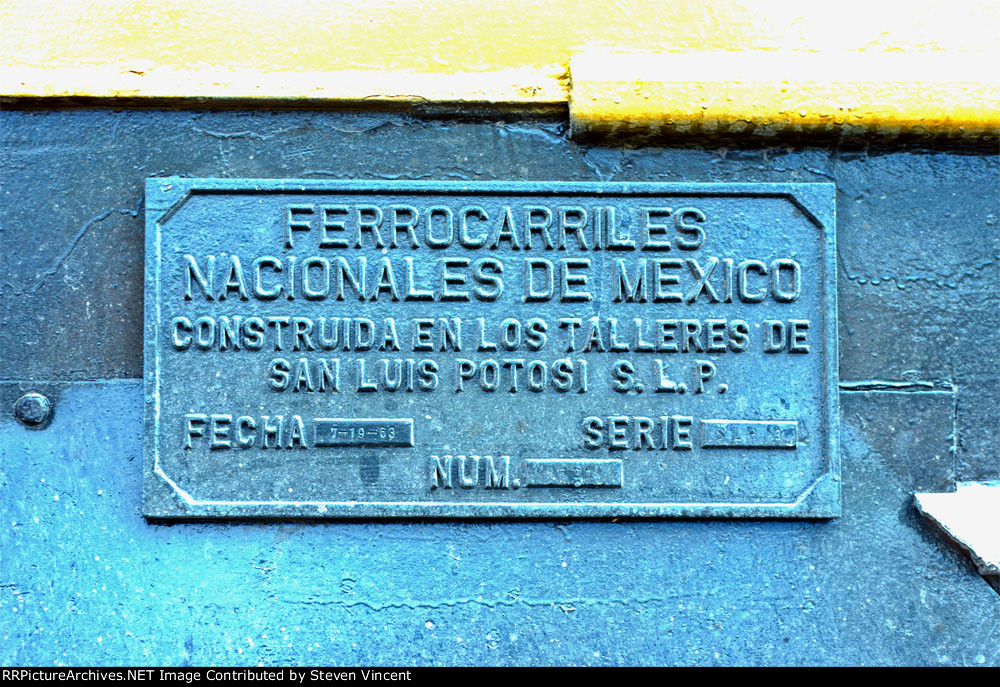 FERROCARRILES
NACIONALES DE MEXICO
CONSTRUIDA EN LOS TALLERES DE
SAN LUIS POTOSI S. L. P.
FECHA 7-19-63 SERIE
NUM.
RRPictureArchives.NET Image Contributed by Steven Vincent